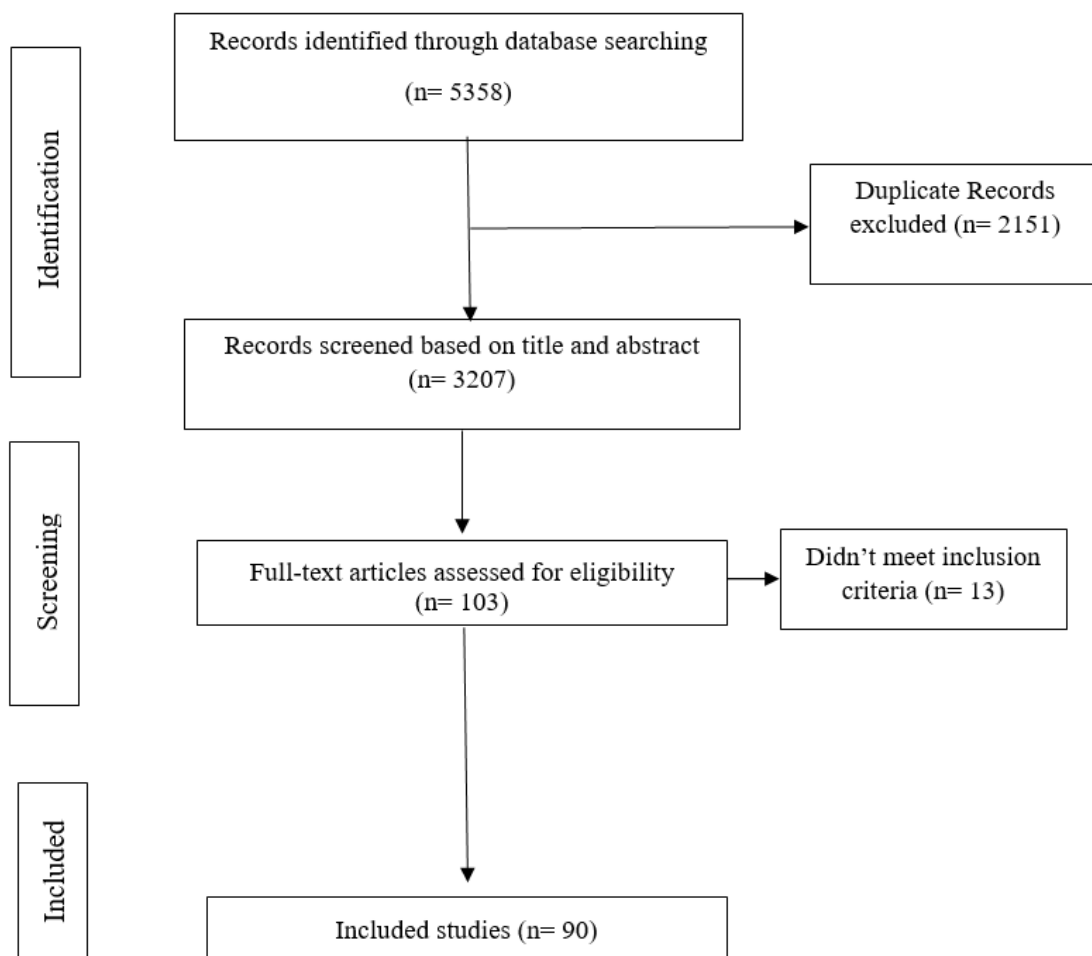 Records identified through database searching
(n= 5358)
Identification
Duplicate Records
excluded (n= 2151)
Records screened based on title and abstract
(n= 3207)
Screening
Full-text articles assessed for eligibility
(n= 103)
Didn’t meet inclusion
criteria (n= 13)
Included
Included studies (n= 90)